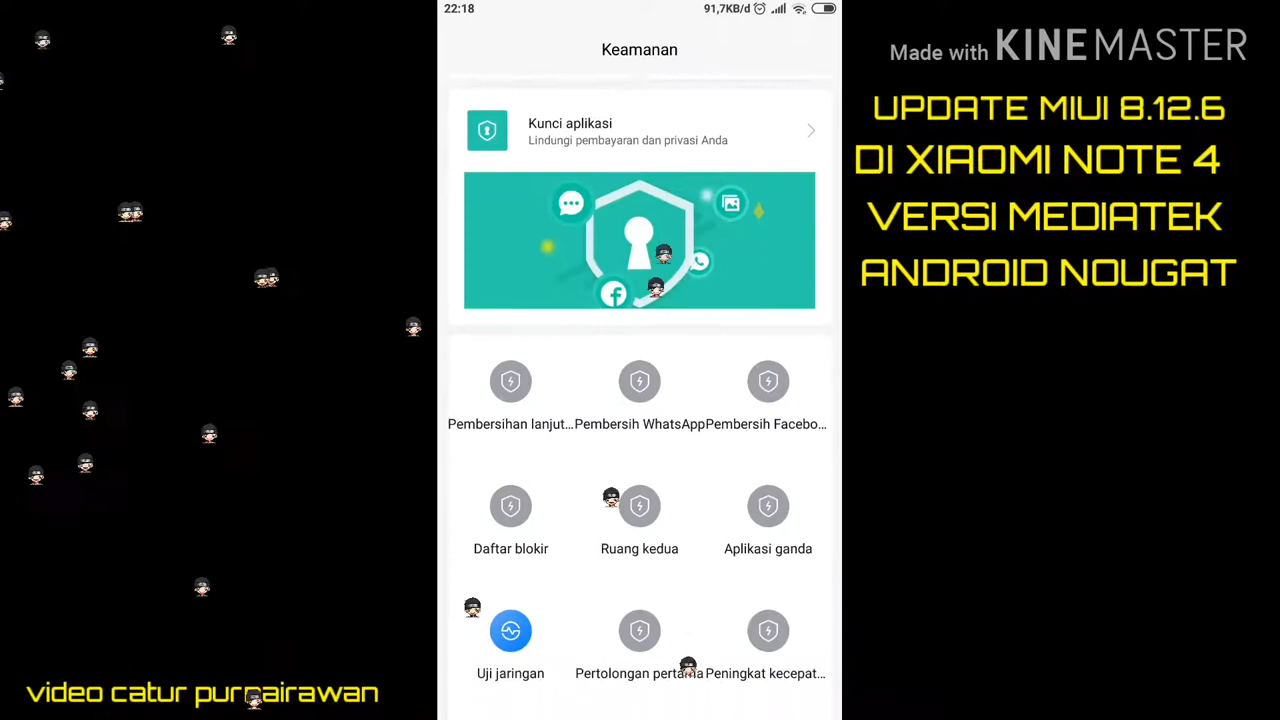 22:18
91,7KB/d
Keamanan
Kunci aplikasi
Lindungi pembayaran dan privasi Anda
Pembersihan lanjut...
Pembersih WhatsApp
Pembersih Facebo...
Daftar blokir
Ruang kedua
Aplikasi ganda
Uji jaringan
Pertolongan pertama
Peningkat kecepat...
Made with KINEMASTER
UPDATE MIUI 8.12.6
DI XIAOMI NOTE 4
VERSI MEDIATEK
ANDROID NOUGAT
video catur purnairawan